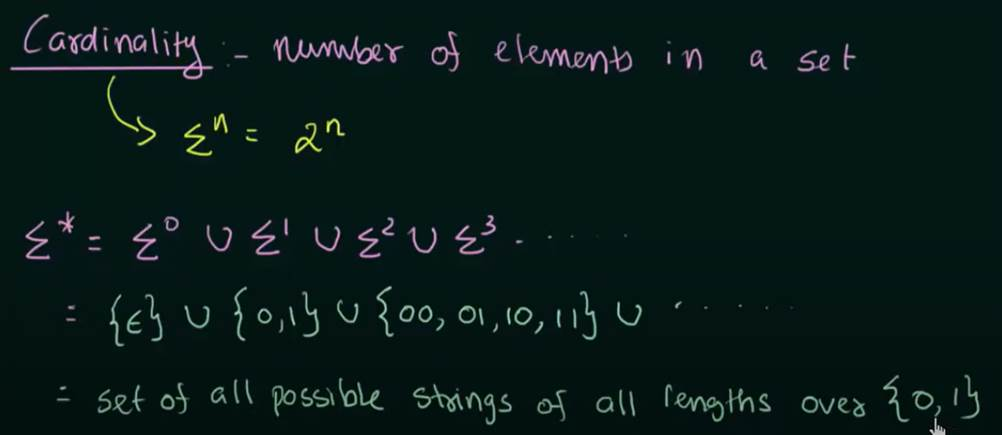 Cardinality :- number of elements in a set
Σⁿ = 2ⁿ
Σ* = Σ⁰ ∪ Σ¹ ∪ Σ² ∪ Σ³ . . . . . .
= {ϵ} ∪ {0,1} ∪ {00, 01, 10, 11} ∪ . . . . .
= set of all possible strings of all lengths over {0,1}